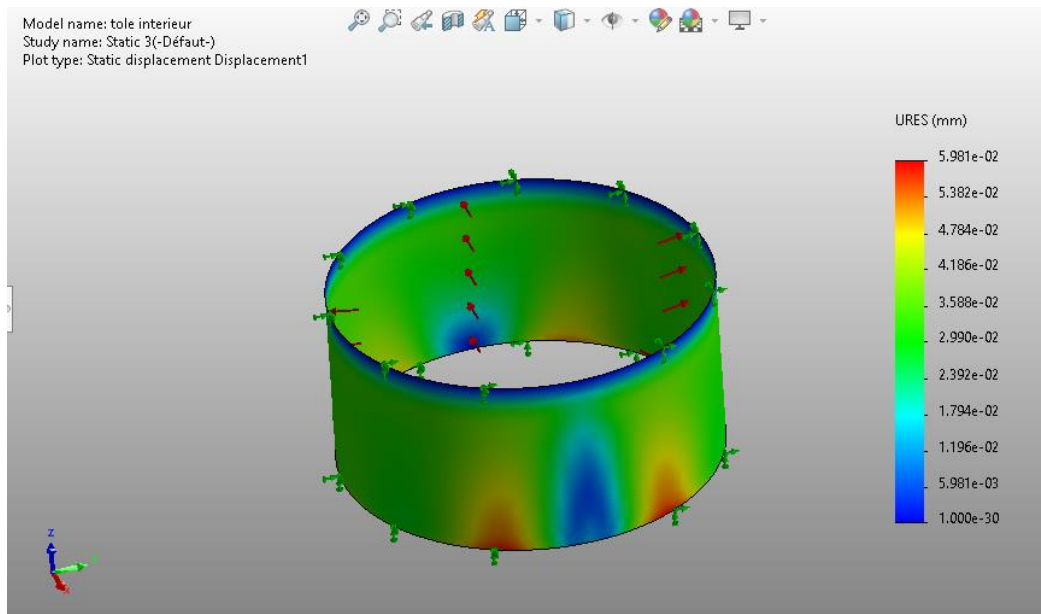 Model name: tole interieur
Study name: Static 3(-Défaut-)
Plot type: Static displacement Displacement1
URES (mm)
5.981e-02
5.382e-02
4.784e-02
4.186e-02
3.588e-02
2.990e-02
2.392e-02
1.794e-02
1.196e-02
5.981e-03
1.000e-30
z
x